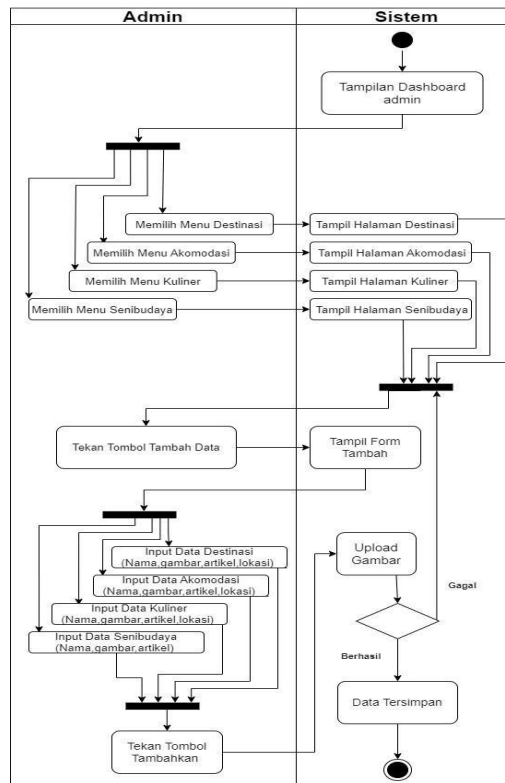 Admin
Sistem
Tampilan Dashboard
admin
Memilih Menu Destinasi
Tampil Halaman Destinasi
Memilih Menu Akomodasi
Tampil Halaman Akomodasi
Memilih Menu Kuliner
Tampil Halaman Kuliner
Memilih Menu Senibudaya
Tampil Halaman Senibudaya
Tekan Tombol Tambah Data
Tampil Form
Tambah
Input Data Destinasi
(Nama,gambar,artikel,lokasi)
Input Data Akomodasi
(Nama,gambar,artikel,lokasi)
Input Data Kuliner
(Nama,gambar,artikel,lokasi)
Input Data Senibudaya
(Nama,gambar,artikel)
Upload
Gambar
Gagal
Berhasil
Data Tersimpan
Tekan Tombol
Tambahkan